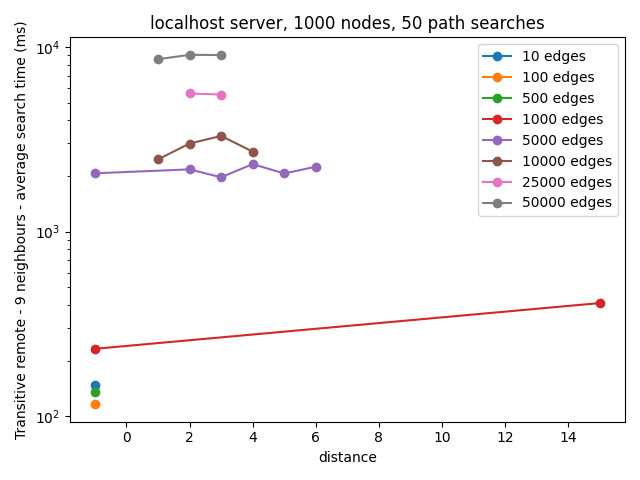 localhost server, 1000 nodes, 50 path searches
Transitive remote - 9 neighbours - average search time (ms)
10⁴
10³
10²
10 edges
100 edges
500 edges
1000 edges
5000 edges
10000 edges
25000 edges
50000 edges
0 2 4 6 8 10 12 14
distance